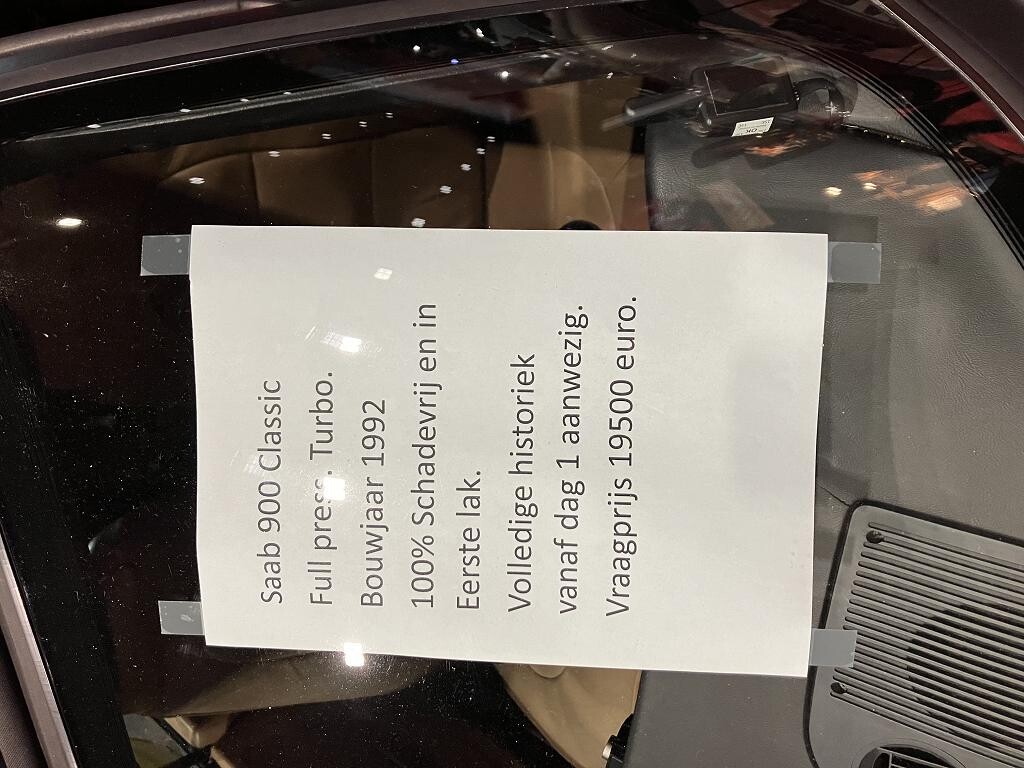 Saab 900 Classic
Full press. Turbo.
Bouwjaar 1992
100% Schadevrij en in
Eerste lak.
Volledige historiek
vanaf dag 1 aanwezig.
Vraagprijs 19500 euro.